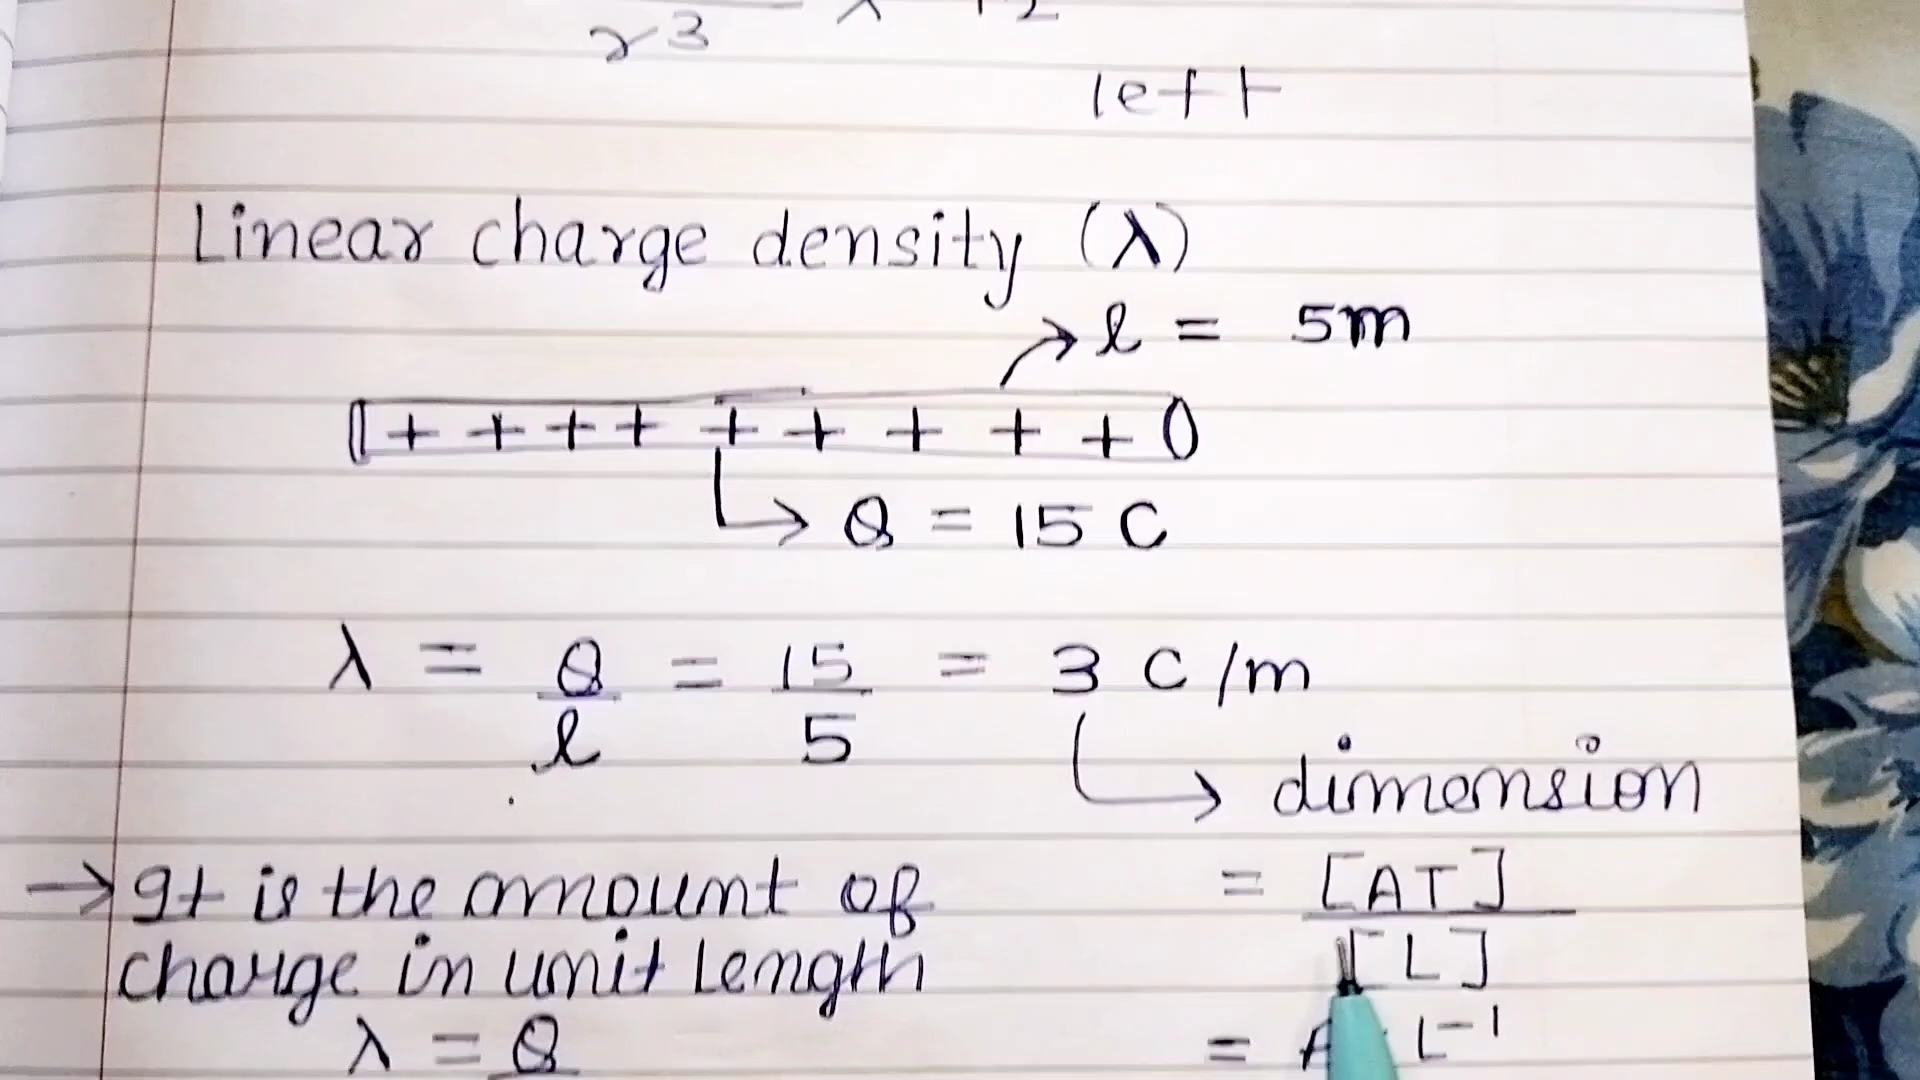 r3
left
Linear charge density (λ)
l = 5m
+ + + + + + + + +
Q = 15 C
λ = Q/l = 15/5 = 3 C/m
dimension
→ It is the amount of
charge in unit length
= [AT]/[L]
λ = Q
= A L⁻¹